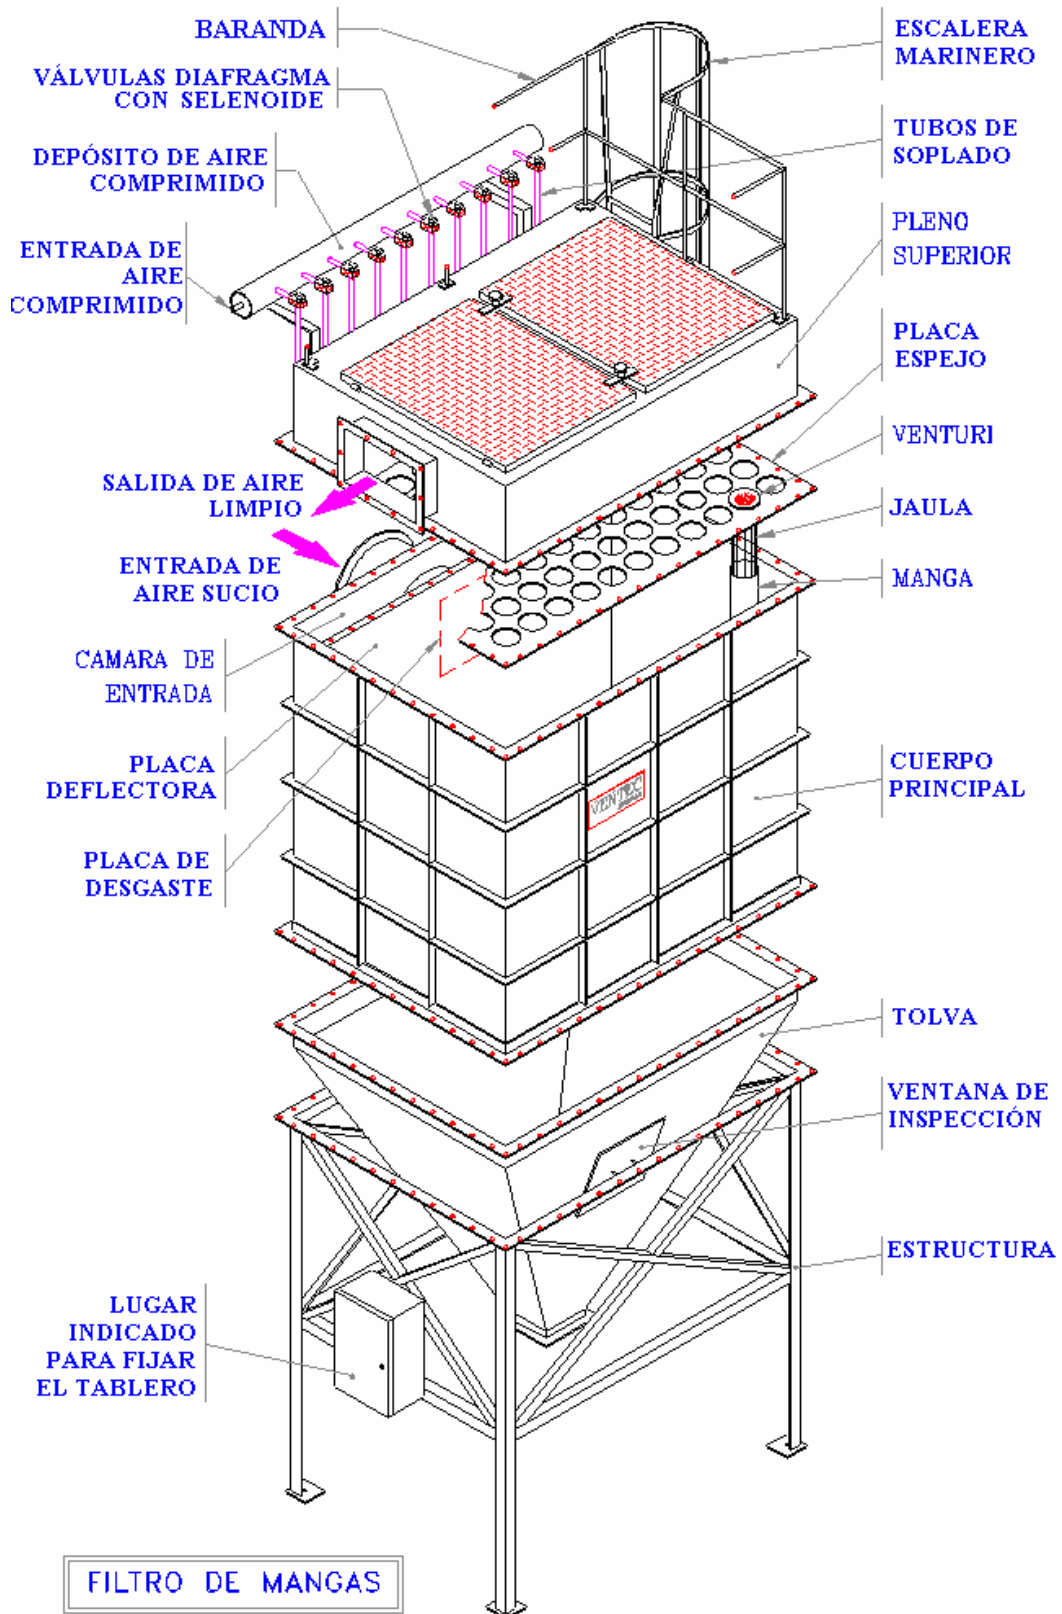 BARANDA
VÁLVULAS DIAFRAGMA
CON SELENOIDE
DEPÓSITO DE AIRE
COMPRIMIDO
ENTRADA DE
AIRE
COMPRIMIDO
ESCALERA
MARINERO
TUBOS DE
SOPLADO
PLENO
SUPERIOR
PLACA
ESPEJO
VENTURI
JAULA
MANGA
SALIDA DE AIRE
LIMPIO
ENTRADA DE
AIRE SUCIO
CAMARA DE
ENTRADA
PLACA
DEFLECTORA
PLACA DE
DESGASTE
VENTEC
CUERPO
PRINCIPAL
TOLVA
VENTANA DE
INSPECCIÓN
ESTRUCTURA
LUGAR
INDICADO
PARA FIJAR
EL TABLERO
FILTRO DE MANGAS